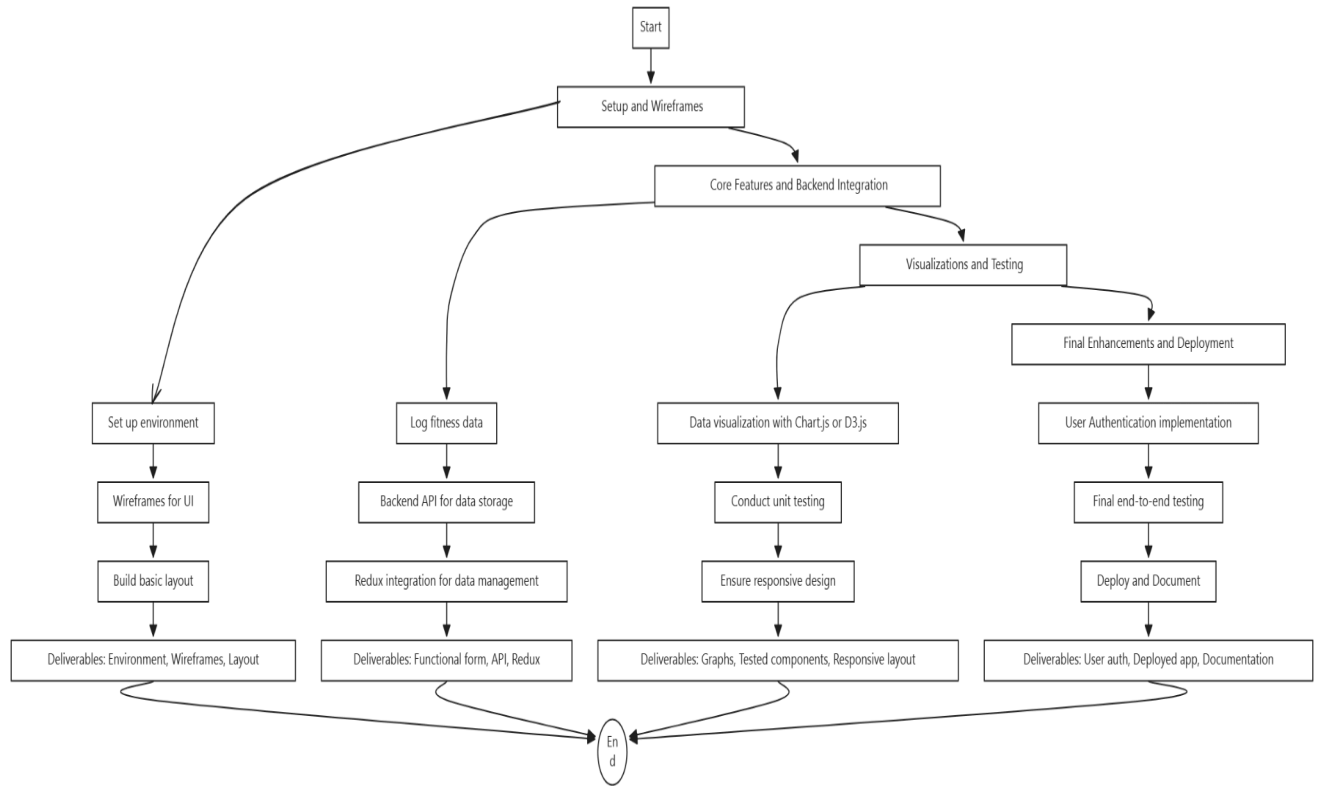 Start
Setup and Wireframes
Core Features and Backend Integration
Visualizations and Testing
Final Enhancements and Deployment
Set up environment
Log fitness data
Data visualization with Chart.js or D3.js
User Authentication implementation
Wireframes for UI
Backend API for data storage
Conduct unit testing
Final end-to-end testing
Build basic layout
Redux integration for data management
Ensure responsive design
Deploy and Document
Deliverables: Environment, Wireframes, Layout
Deliverables: Functional form, API, Redux
Deliverables: Graphs, Tested components, Responsive layout
Deliverables: User auth, Deployed app, Documentation
En
d